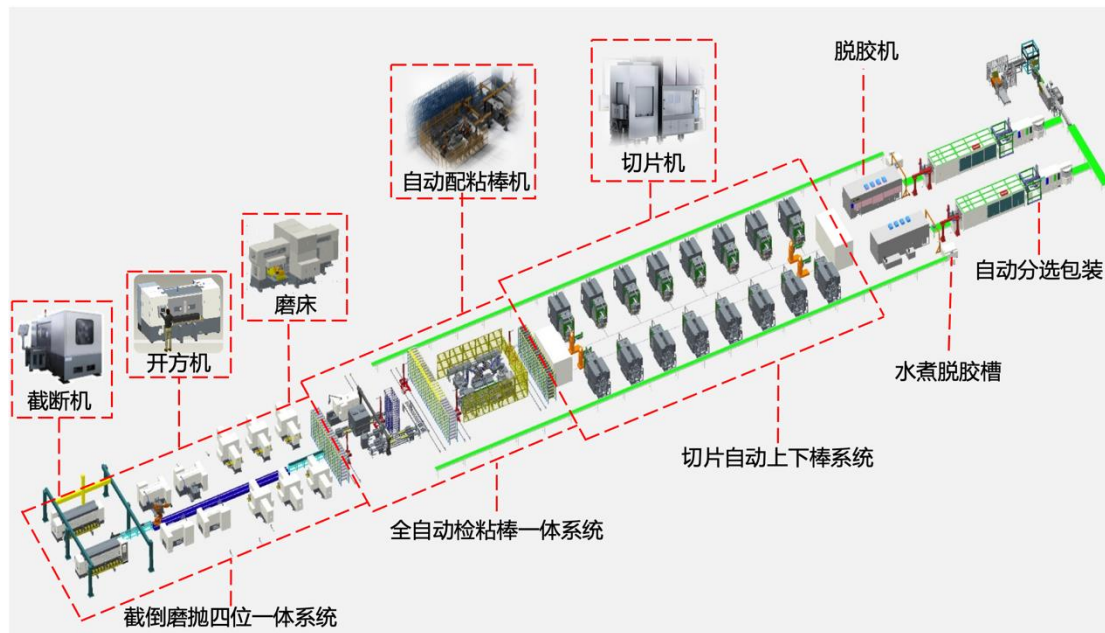 脱胶机
自动配粘棒机
切片机
磨床
自动分选包装
开方机
截断机
水煮脱胶槽
切片自动上下棒系统
全自动检粘棒一体系统
截倒磨抛四位一体系统